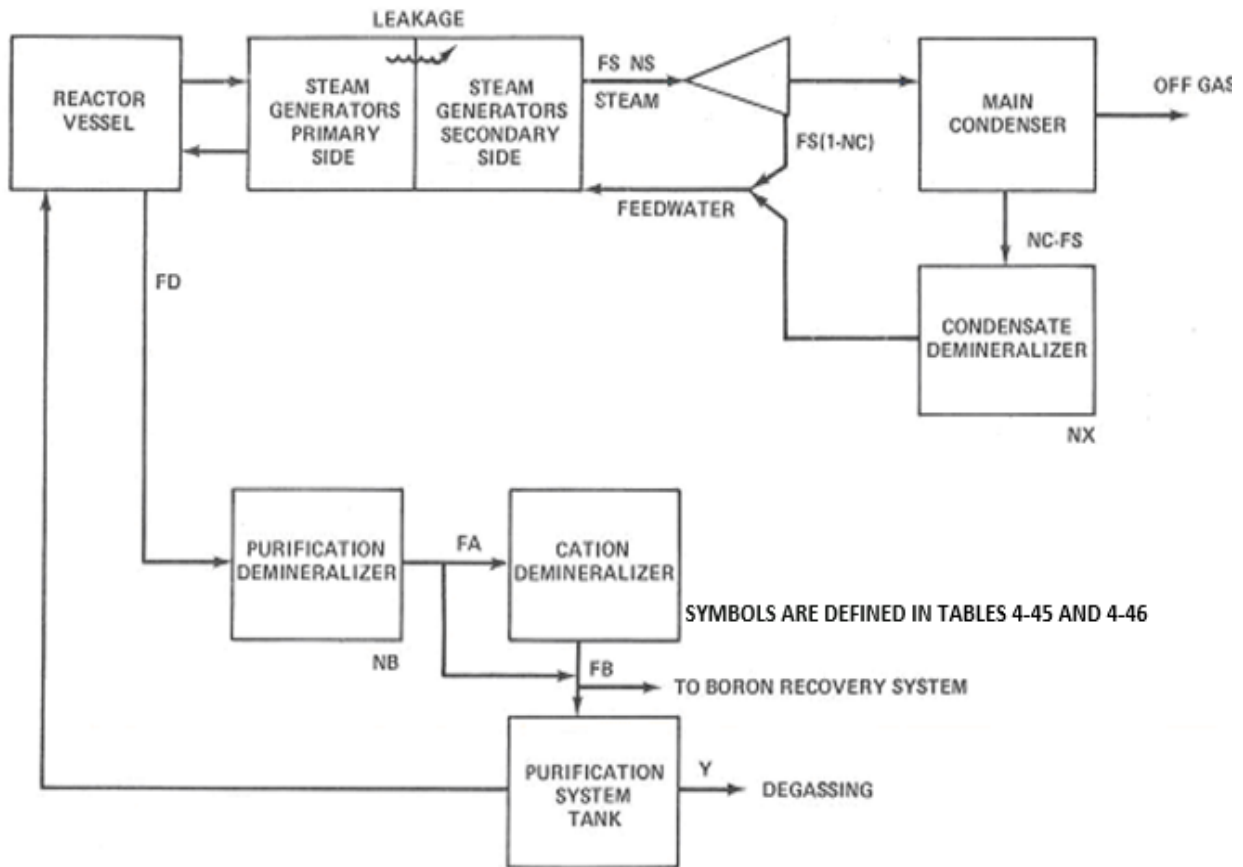 LEAKAGE
REACTOR
VESSEL
STEAM
GENERATORS
PRIMARY
SIDE
STEAM
GENERATORS
SECONDARY
SIDE
FS NS
STEAM
FS(1-NC)
MAIN
CONDENSER
OFF GAS
FEEDWATER
NC-FS
FD
CONDENSATE
DEMINERALIZER
NX
PURIFICATION
DEMINERALIZER
NB
FA
CATION
DEMINERALIZER
SYMBOLS ARE DEFINED IN TABLES 4-45 AND 4-46
FB
TO BORON RECOVERY SYSTEM
PURIFICATION
SYSTEM
TANK
Y
DEGASSING